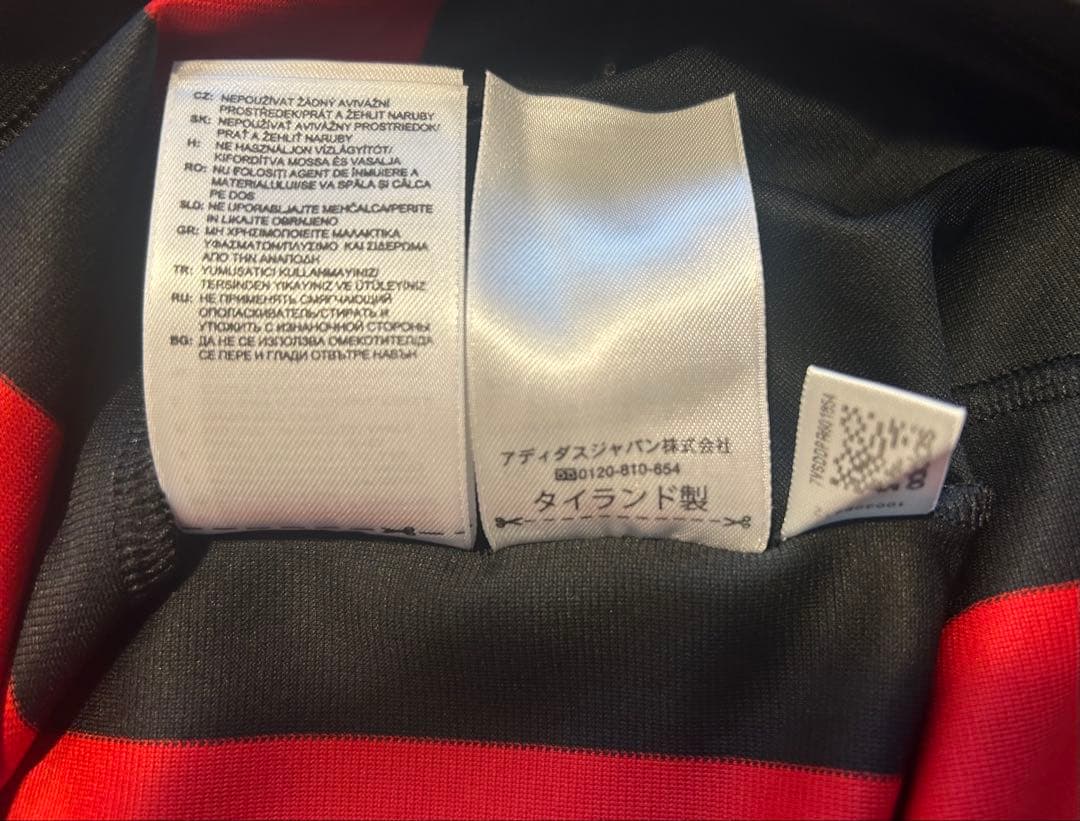 CZ: NEPOUŽÍVAT ŽÁDNÝ AVIVÁŽNÍ
PROSTŘEDEK/PRÁT A ŽEHLIT NARUBY
SK: NEPOUŽÍVAŤ AVIVÁŽNY PROSTRIEDOK/
PRAŤ A ŽEHLIŤ NARUBY
H: NE HASZNÁLJON VÍZLÁGYÍTÓT/
KIFORDÍTVA MOSSA ÉS VASALJA
RO: NU FOLOSIȚI AGENT DE ÎNMUIERE A
MATERIALULUI/SE VA SPĂLA ȘI CĂLCA
PE DOS
SLO: NE UPORABLJAJTE MEHČALCA/PERITE
IN LIKAJTE OBRNJENO
GR: ΜΗ ΧΡΗΣΙΜΟΠΟΙΕΙΤΕ ΜΑΛΑΚΤΙΚΑ
ΥΦΑΣΜΑΤΩΝ/ΠΛΥΣΙΜΟ ΚΑΙ ΣΙΔΕΡΩΜΑ
ΑΠΟ ΤΗΝ ΑΝΑΠΟΔΗ
TR: YUMUŞATICI KULLANMAYINIZ/
TERSİNDEN YIKAYINIZ VE ÜTÜLEYİNİZ
RU: НЕ ПРИМЕНЯТЬ СМЯГЧАЮЩИЙ
ОПОЛАСКИВАТЕЛЬ/СТИРАТЬ И
УТЮЖИТЬ С ИЗНАНОЧНОЙ СТОРОНЫ
BG: ДА НЕ СЕ ИЗПОЛЗВА ОМЕКОТИТЕЛ/ДА
СЕ ПЕРЕ И ГЛАДИ ОТВЪТРЕ НАВЪН
アディダスジャパン株式会社
0120-810-654
タイランド製
7VSDDPR601854